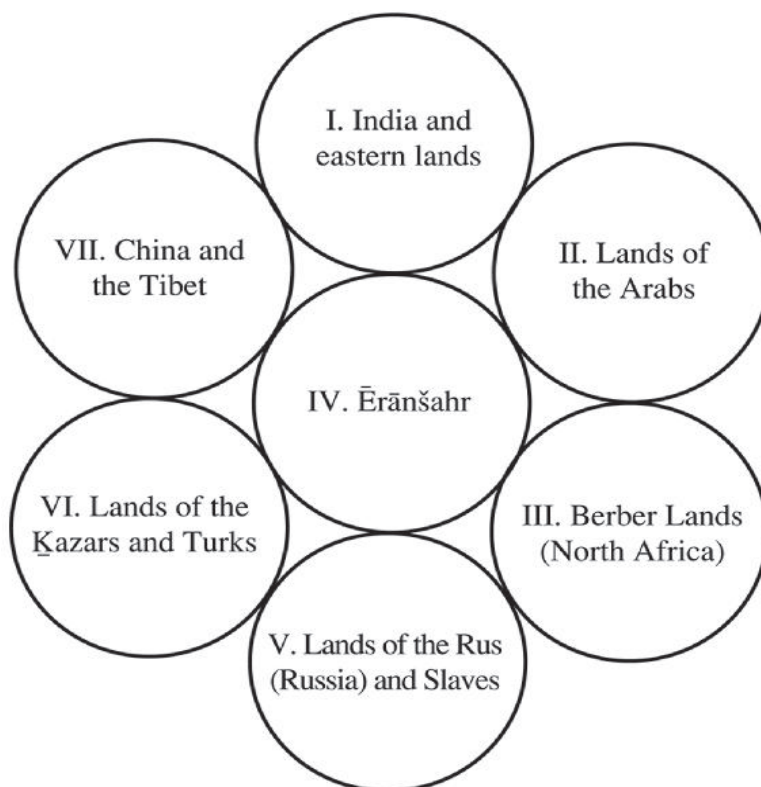 I. India and
eastern lands
VII. China and
the Tibet
II. Lands of
the Arabs
IV. Ērānšahr
VI. Lands of the
Ḵazars and Turks
III. Berber Lands
(North Africa)
V. Lands of the Rus
(Russia) and Slaves